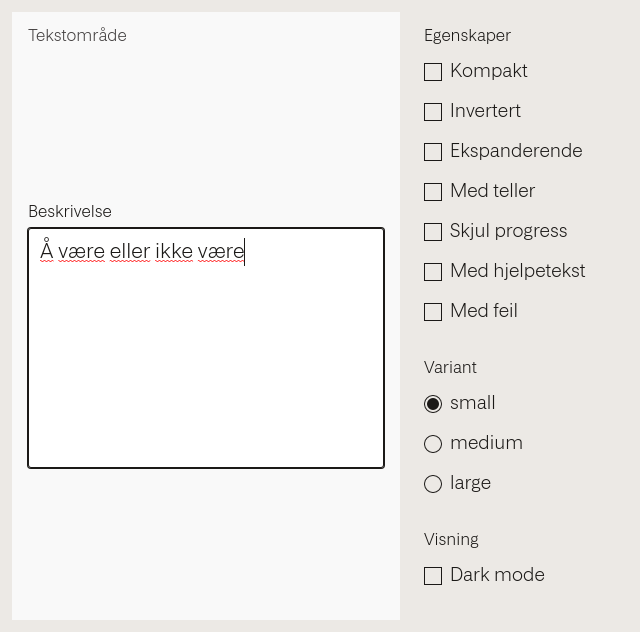 Tekstområde
Beskrivelse
Å være eller ikke være
Egenskaper
Kompakt
Invertert
Ekspanderende
Med teller
Skjul progress
Med hjelpetekst
Med feil
Variant
small
medium
large
Visning
Dark mode